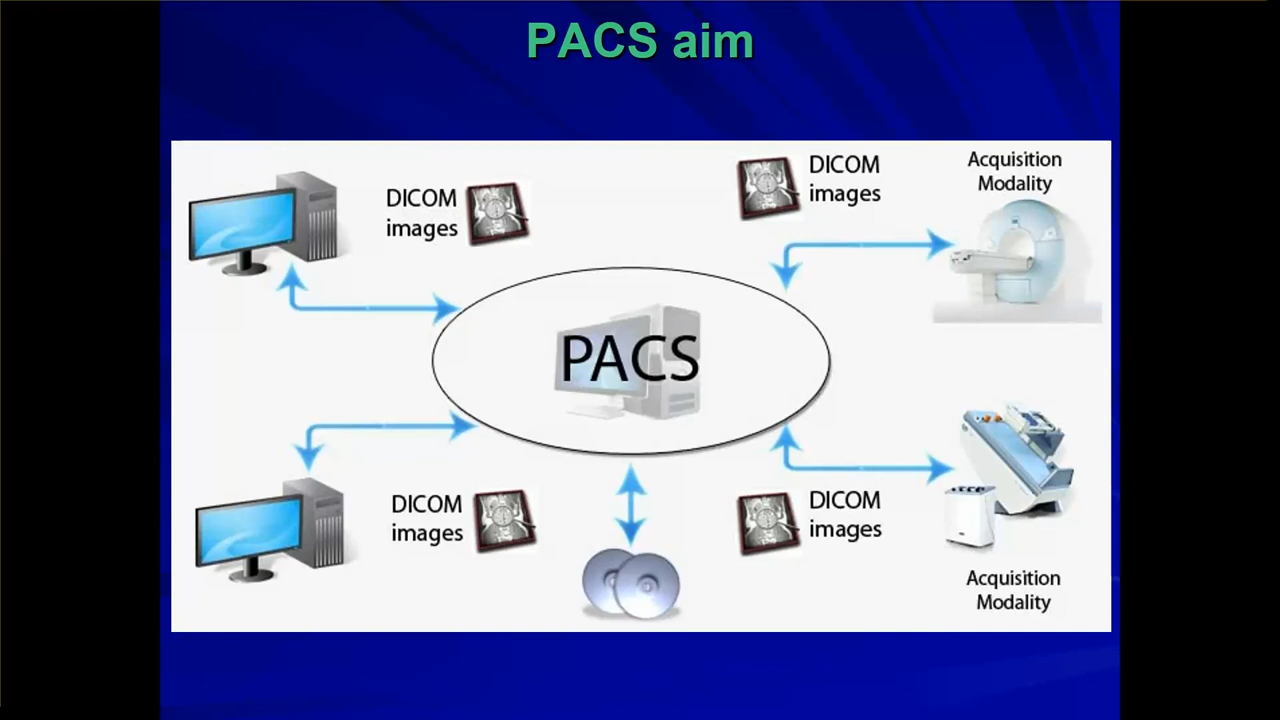 PACS aim
DICOM
images
DICOM
images
Acquisition
Modality
PACS
DICOM
images
DICOM
images
Acquisition
Modality